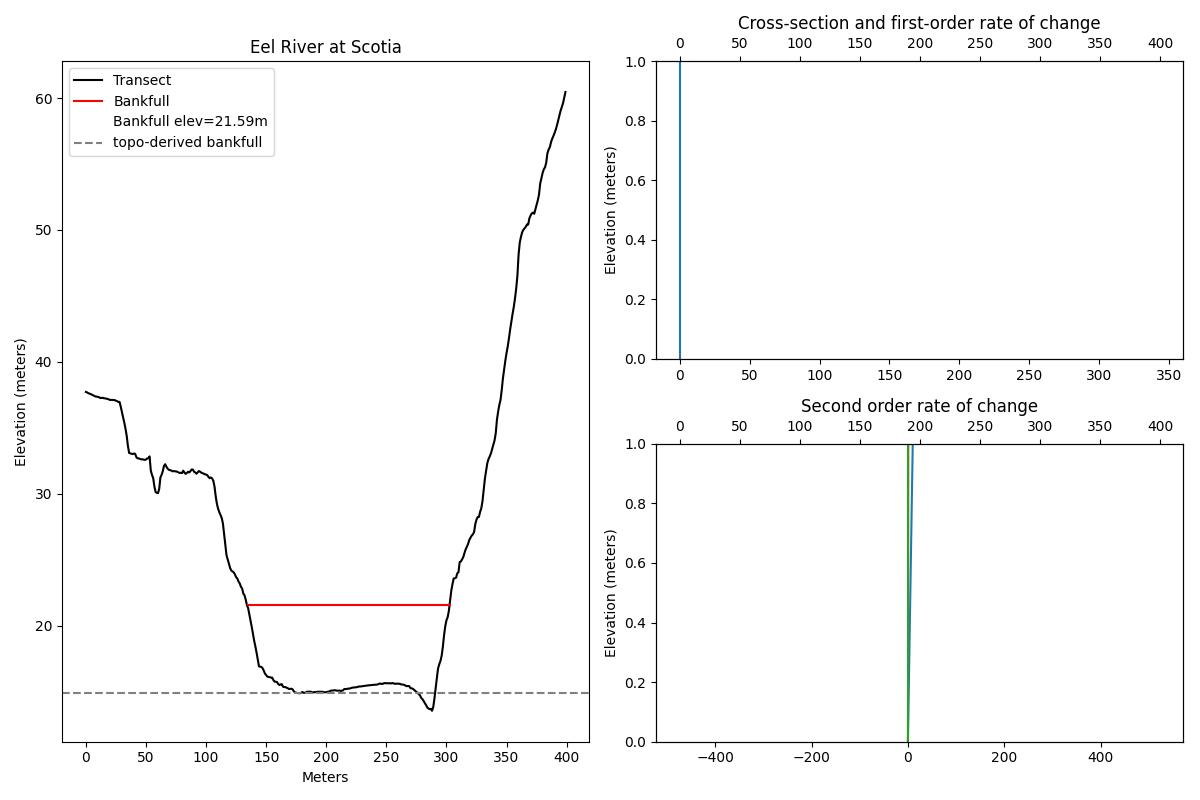 Eel River at Scotia
Transect
Bankfull
Bankfull elev=21.59m
topo-derived bankfull
Elevation (meters)
60
50
40
30
20
0 50 100 150 200 250 300 350 400
Meters
Cross-section and first-order rate of change
0 50 100 150 200 250 300 350 400
Elevation (meters)
1.0
0.8
0.6
0.4
0.2
0.0
0 50 100 150 200 250 300 350
Second order rate of change
0 50 100 150 200 250 300 350 400
Elevation (meters)
1.0
0.8
0.6
0.4
0.2
0.0
−400 −200 0 200 400